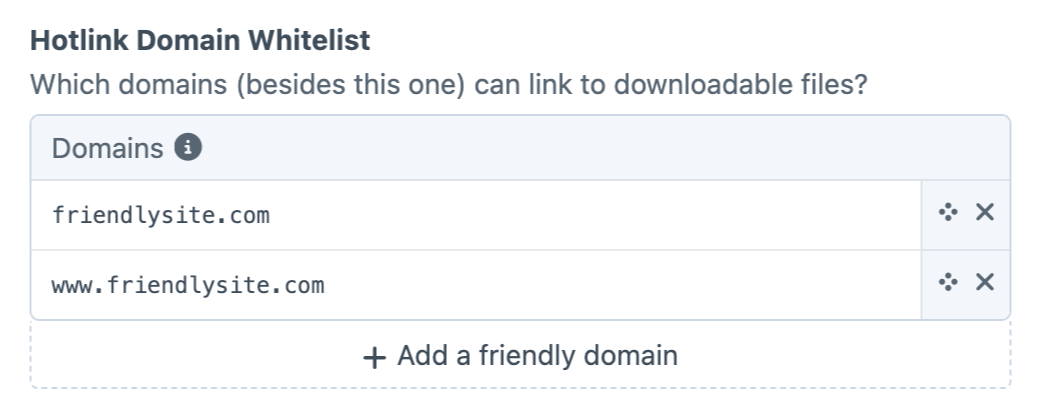 Hotlink Domain Whitelist
Which domains (besides this one) can link to downloadable files?
Domains
friendlysite.com
www.friendlysite.com
+ Add a friendly domain